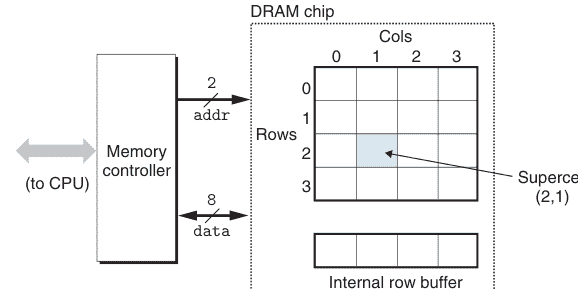 DRAM chip
Cols
0 1 2 3
2
addr
0
1
Rows
2
3
Memory
controller
(to CPU)
8
data
Superce
(2,1)
Internal row buffer